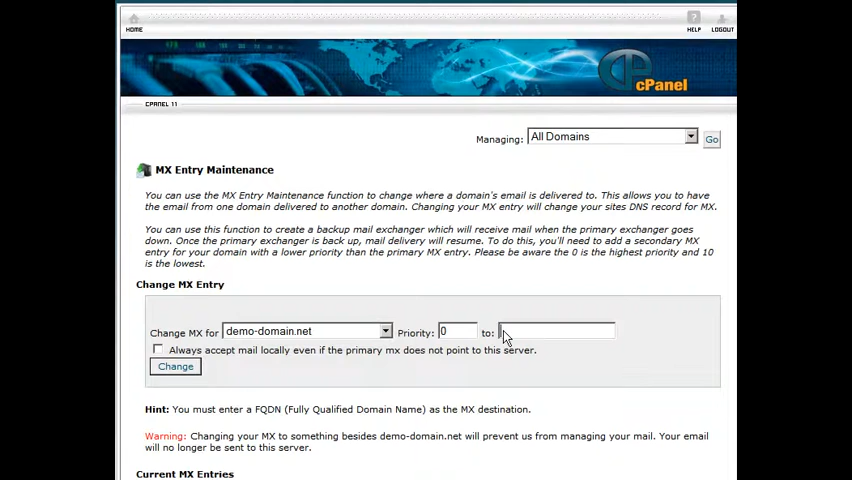 HOME HELP LOGOUT
cPanel
CPANEL 11
Managing: All Domains Go
MX Entry Maintenance
You can use the MX Entry Maintenance function to change where a domain's email is delivered to. This allows you to have
the email from one domain delivered to another domain. Changing your MX entry will change your sites DNS record for MX.
You can use this function to create a backup mail exchanger which will receive mail when the primary exchanger goes
down. Once the primary exchanger is back up, mail delivery will resume. To do this, you'll need to add a secondary MX
entry for your domain with a lower priority than the primary MX entry. Please be aware the 0 is the highest priority and 10
is the lowest.
Change MX Entry
Change MX for demo-domain.net Priority: 0 to:
Always accept mail locally even if the primary mx does not point to this server.
Change
Hint: You must enter a FQDN (Fully Qualified Domain Name) as the MX destination.
Warning: Changing your MX to something besides demo-domain.net will prevent us from managing your mail. Your email
will no longer be sent to this server.
Current MX Entries